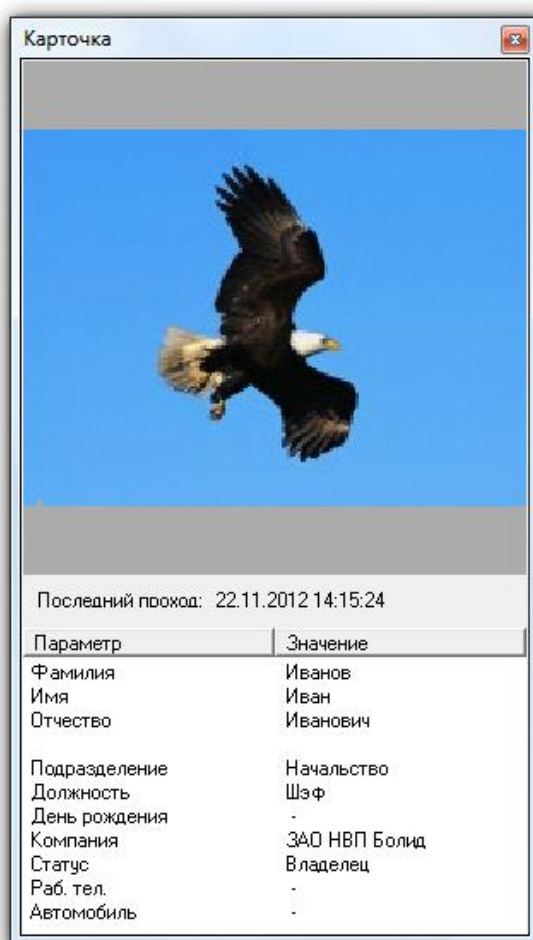 Карточка
Последний проход: 22.11.2012 14:15:24
Параметр Значение
Фамилия Иванов
Имя Иван
Отчество Иванович
Подразделение Начальство
Должность Шэф
День рождения -
Компания ЗАО НВП Болид
Статус Владелец
Раб. тел. -
Автомобиль -